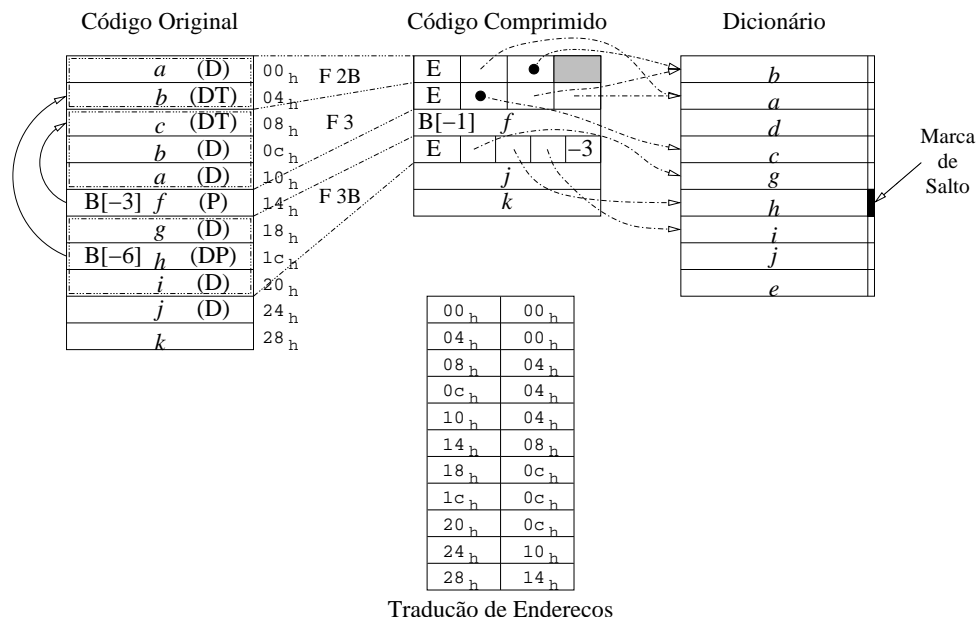 Código Original
Código Comprimido
Dicionário
a (D) 00h
b (DT) 04h
c (DT) 08h
b (D) 0ch
a (D) 10h
B[−3] f (P) 14h
g (D) 18h
B[−6] h (DP) 1ch
i (D) 20h
j (D) 24h
k 28h
F 2B
F 3
F 3B
E
E
B[−1] f
E −3
j
k
b
a
d
c
g
h
i
j
e
Marca
de
Salto
00h 00h
04h 00h
08h 04h
0ch 04h
10h 04h
14h 08h
18h 0ch
1ch 0ch
20h 0ch
24h 10h
28h 14h
Tradução de Endereços